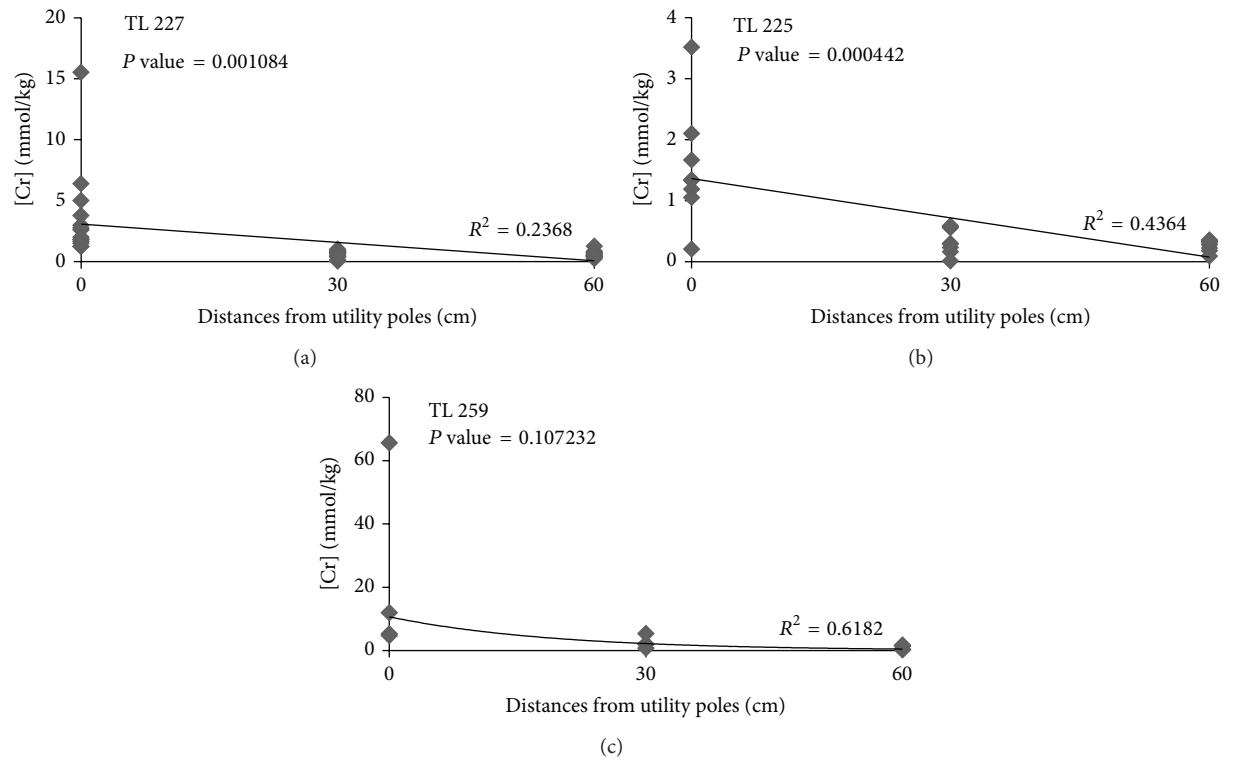 TL 227
P value = 0.001084
[Cr] (mmol/kg)
20
15
10
5
0
R² = 0.2368
0 30 60
Distances from utility poles (cm)
(a)
TL 225
P value = 0.000442
[Cr] (mmol/kg)
4
3
2
1
0
R² = 0.4364
0 30 60
Distances from utility poles (cm)
(b)
TL 259
P value = 0.107232
[Cr] (mmol/kg)
80
60
40
20
0
R² = 0.6182
0 30 60
Distances from utility poles (cm)
(c)